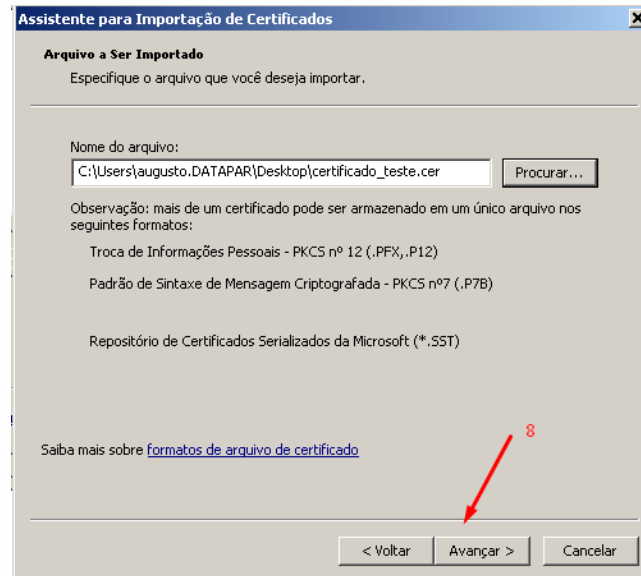 Assistente para Importação de Certificados
Arquivo a Ser Importado
Especifique o arquivo que você deseja importar.
Nome do arquivo:
C:\Users\augusto.DATAPAR\Desktop\certificado_teste.cer
Procurar...
Observação: mais de um certificado pode ser armazenado em um único arquivo nos
seguintes formatos:
Troca de Informações Pessoais - PKCS nº 12 (.PFX,.P12)
Padrão de Sintaxe de Mensagem Criptografada - PKCS nº7 (.P7B)
Repositório de Certificados Serializados da Microsoft (*.SST)
8
Saiba mais sobre formatos de arquivo de certificado
< Voltar Avançar > Cancelar